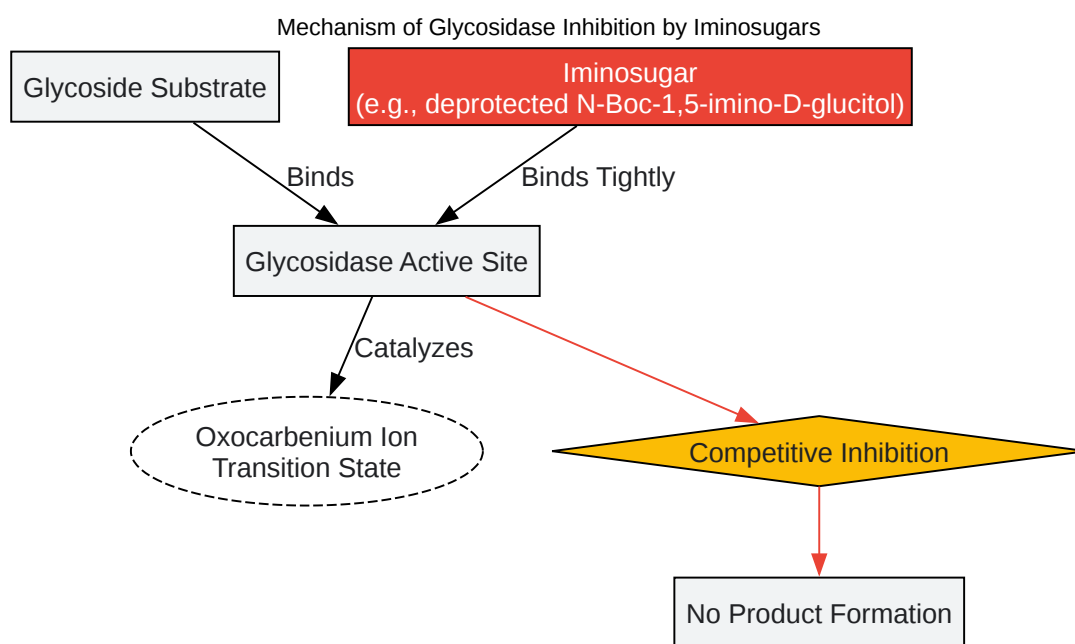 Mechanism of Glycosidase Inhibition by Iminosugars
Glycoside Substrate
Iminosugar
(e.g., deprotected N-Boc-1,5-imino-D-glucitol)
Binds
Binds Tightly
Glycosidase Active Site
Catalyzes
Oxocarbenium Ion
Transition State
Competitive Inhibition
No Product Formation